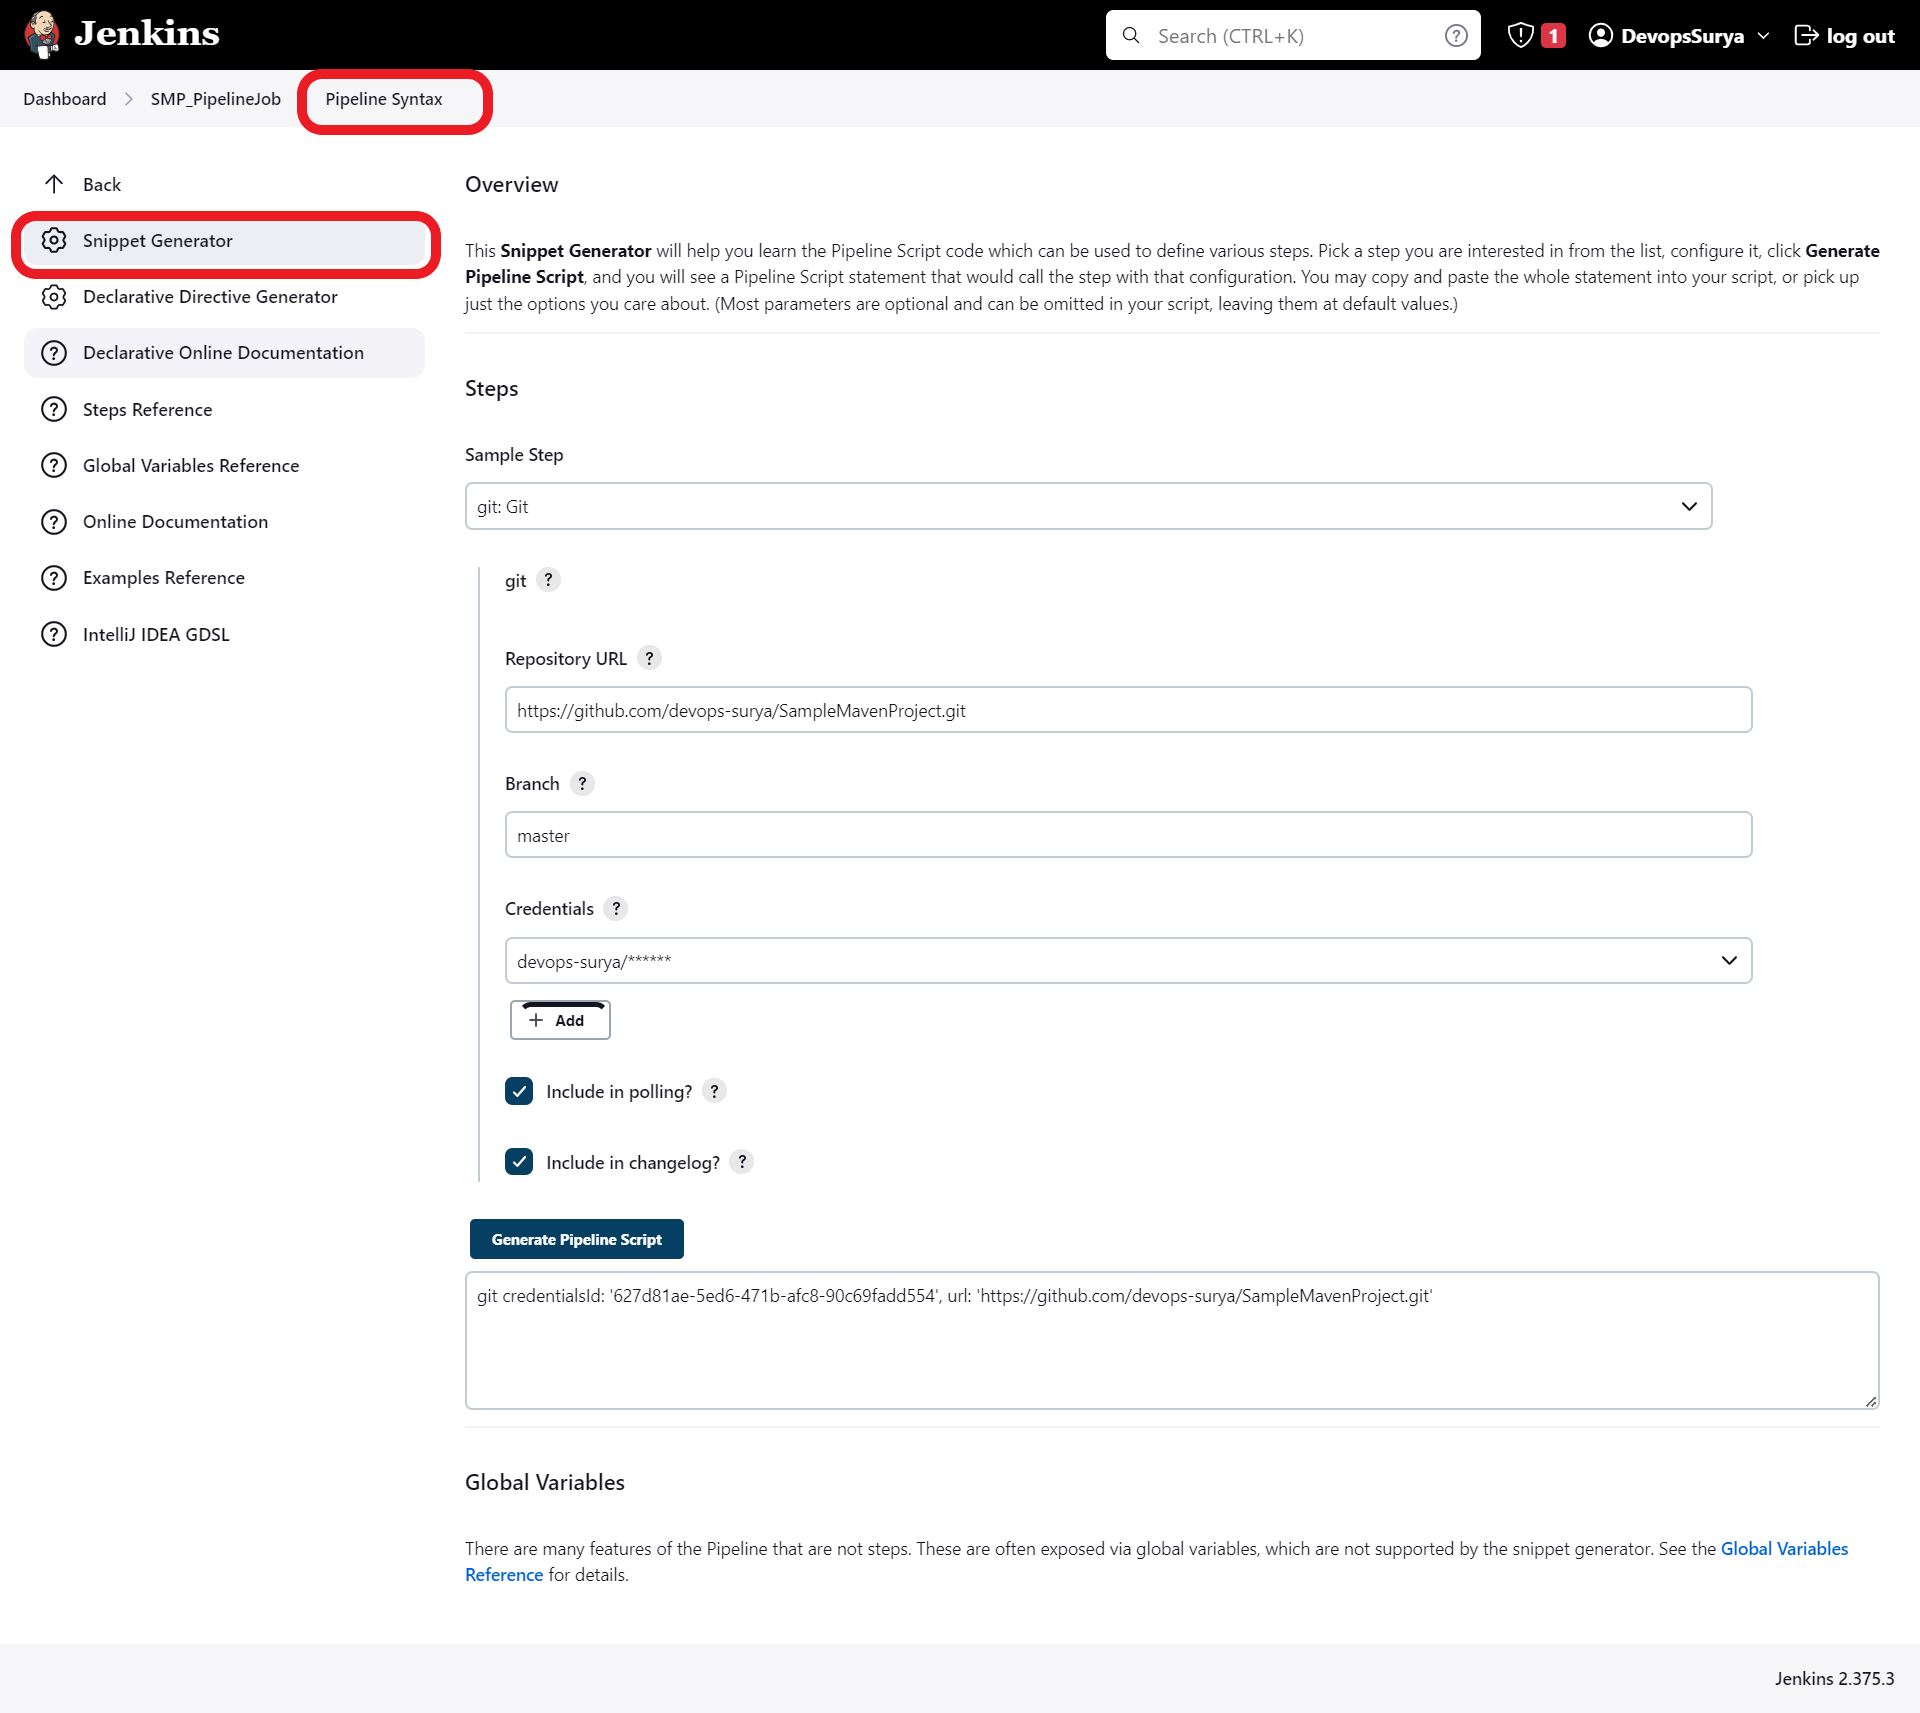 Jenkins
Search (CTRL+K)
?
1
DevopsSurya
log out
Dashboard
SMP_PipelineJob
Pipeline Syntax
Back
Snippet Generator
Declarative Directive Generator
? Declarative Online Documentation
? Steps Reference
? Global Variables Reference
? Online Documentation
? Examples Reference
? IntelliJ IDEA GDSL
Overview
This Snippet Generator will help you learn the Pipeline Script code which can be used to define various steps. Pick a step you are interested in from the list, configure it, click Generate
Pipeline Script, and you will see a Pipeline Script statement that would call the step with that configuration. You may copy and paste the whole statement into your script, or pick up
just the options you care about. (Most parameters are optional and can be omitted in your script, leaving them at default values.)
Steps
Sample Step
git: Git
git ?
Repository URL ?
https://github.com/devops-surya/SampleMavenProject.git
Branch ?
master
Credentials ?
devops-surya/******
+ Add
Include in polling? ?
Include in changelog? ?
Generate Pipeline Script
git credentialsId: '627d81ae-5ed6-471b-afc8-90c69fadd554', url: 'https://github.com/devops-surya/SampleMavenProject.git'
Global Variables
There are many features of the Pipeline that are not steps. These are often exposed via global variables, which are not supported by the snippet generator. See the Global Variables
Reference for details.
Jenkins 2.375.3